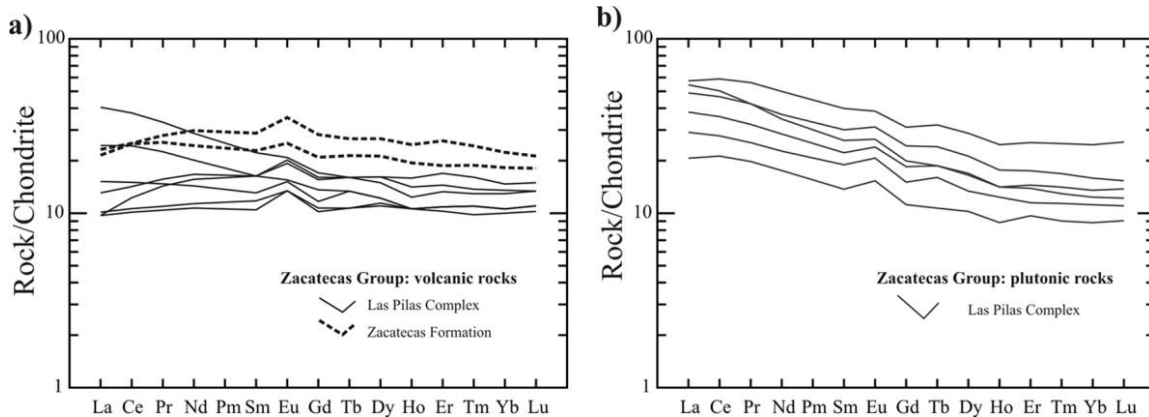 a)
100
10
1
Rock/Chondrite
Zacatecas Group: volcanic rocks
Las Pilas Complex
Zacatecas Formation
La Ce Pr Nd Pm Sm Eu Gd Tb Dy Ho Er Tm Yb Lu
b)
100
10
1
Rock/Chondrite
Zacatecas Group: plutonic rocks
Las Pilas Complex
La Ce Pr Nd Pm Sm Eu Gd Tb Dy Ho Er Tm Yb Lu